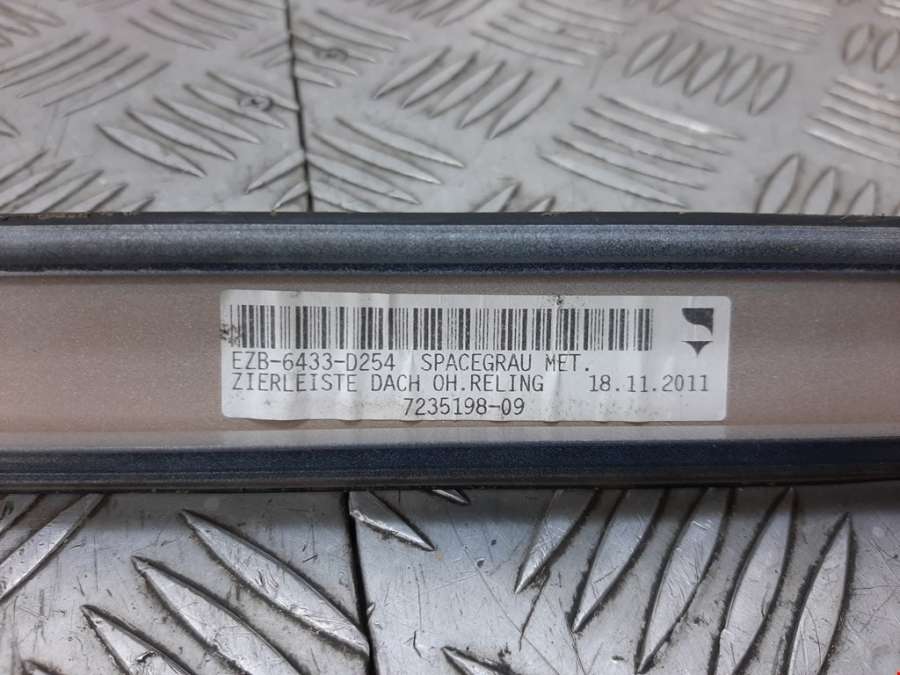 EZB-6433-D254 SPACEGRAU MET.
ZIERLEISTE DACH OH.RELING 18.11.2011
7235198-09